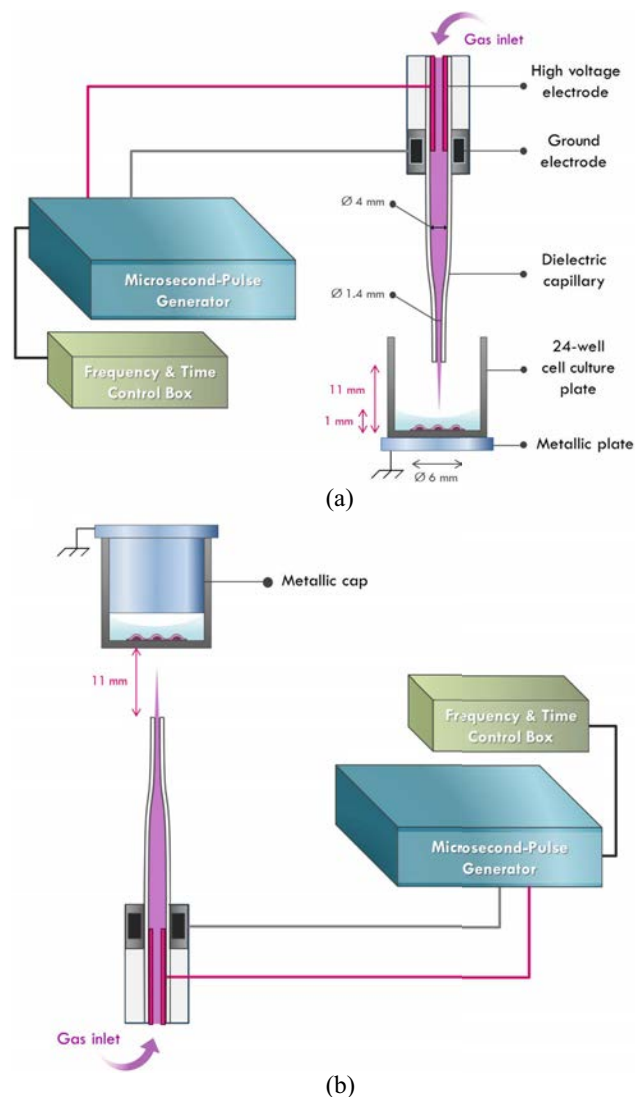 Gas inlet
High voltage
electrode
Ground
electrode
Ø 4 mm
Microsecond-Pulse
Generator
Dielectric
capillary
Ø 1.4 mm
Frequency & Time
Control Box
24-well
cell culture
plate
11 mm
1 mm
Metallic plate
Ø 6 mm
(a)
Metallic cap
11 mm
Frequency & Time
Control Box
Microsecond-Pulse
Generator
Gas inlet
(b)